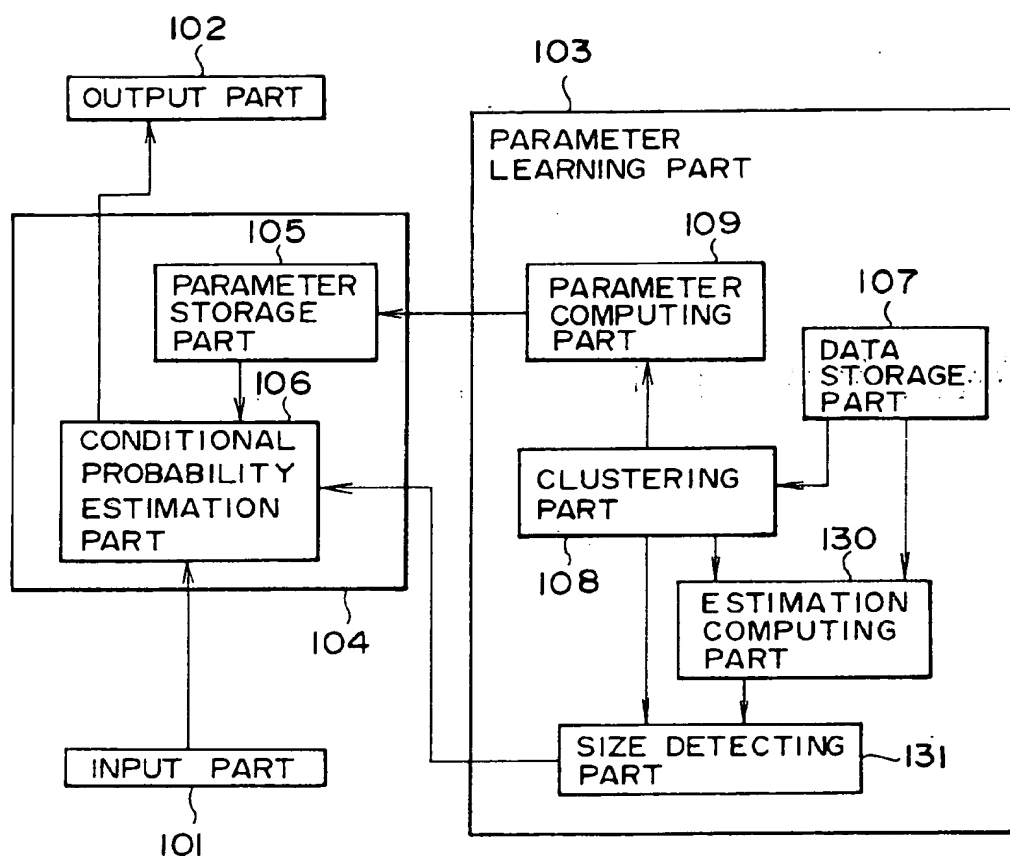 102
OUTPUT PART
103
PARAMETER
LEARNING PART
105
PARAMETER
STORAGE
PART
109
PARAMETER
COMPUTING
PART
107
DATA
STORAGE
PART
106
CONDITIONAL
PROBABILITY
ESTIMATION
PART
CLUSTERING
PART
108
130
ESTIMATION
COMPUTING
PART
104
SIZE DETECTING
PART
131
INPUT PART
101